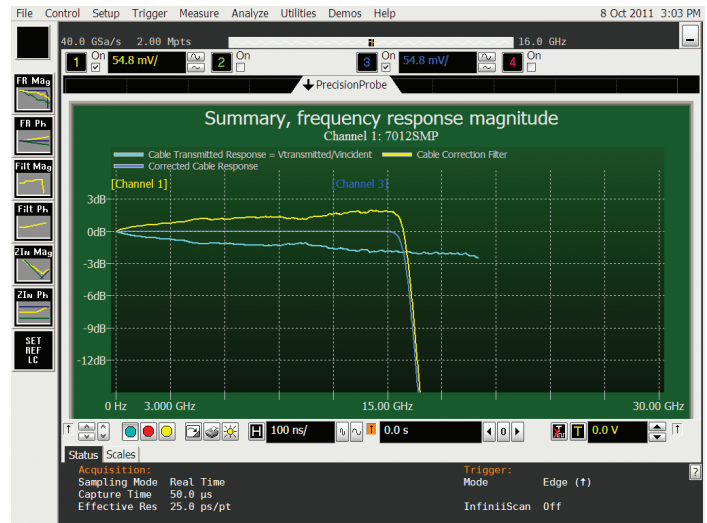 File Control Setup Trigger Measure Analyze Utilities Demos Help 8 Oct 2011 3:03 PM
40.0 GSa/s 2.00 Mpts 16.0 GHz
1 On 54.8 mV/ 2 On 3 On 54.8 mV/ 4 On
PrecisionProbe
FR Mag
FR Ph
Filt Mag
Filt Ph
ZIn Mag
ZIn Ph
SET
REF
LC
Summary, frequency response magnitude
Channel 1: 7012SMP
Cable Transmitted Response = Vtransmitted/Vincident Cable Correction Filter
Corrected Cable Response
[Channel 1] [Channel 3]
3dB
0dB
-3dB
-6dB
-9dB
-12dB
0 Hz 3.000 GHz 15.00 GHz 30.00 GHz
H 100 ns/ 0.0 s 0 T 0.0 V
Status Scales
Acquisition: Trigger: ?
Sampling Mode Real Time Mode Edge (↑)
Capture Time 50.0 µs
Effective Res 25.0 ps/pt InfiniiScan Off